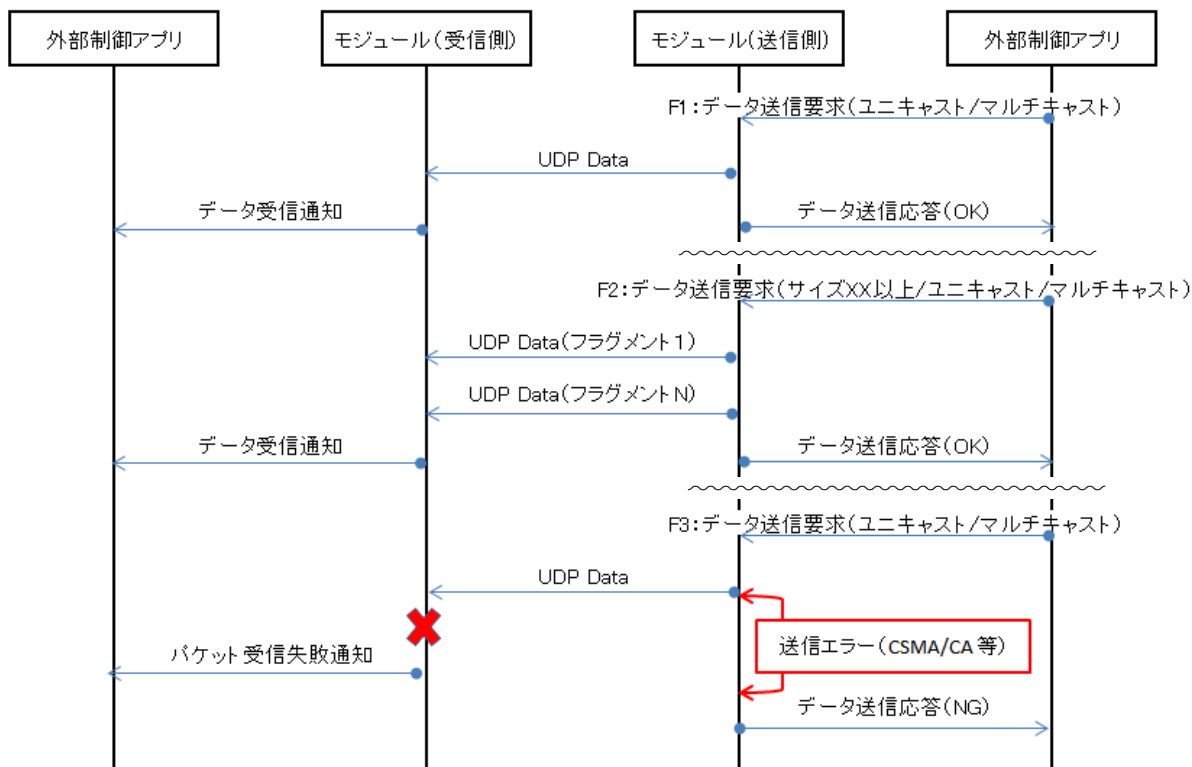 外部制御アプリ
モジュール(受信側)
モジュール(送信側)
外部制御アプリ
F1:データ送信要求(ユニキャスト/マルチキャスト)
UDP Data
データ受信通知
データ送信応答(OK)
F2:データ送信要求(サイズXX以上/ユニキャスト/マルチキャスト)
UDP Data(フラグメント1)
UDP Data(フラグメントN)
データ受信通知
データ送信応答(OK)
F3:データ送信要求(ユニキャスト/マルチキャスト)
UDP Data
送信エラー(CSMA/CA 等)
パケット受信失敗通知
データ送信応答(NG)